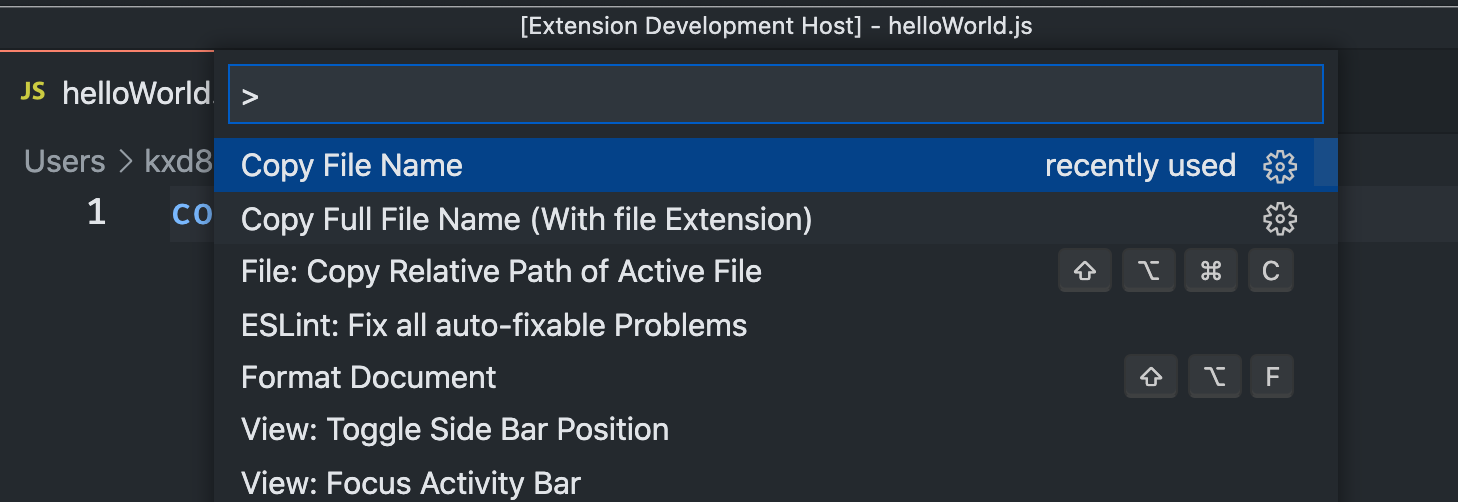 [Extension Development Host] - helloWorld.js
JS helloWorld.
>
Users > kxd8
Copy File Name recently used
1 co
Copy Full File Name (With file Extension)
File: Copy Relative Path of Active File ⇧ ⌥ ⌘ C
ESLint: Fix all auto-fixable Problems
Format Document ⇧ ⌥ F
View: Toggle Side Bar Position
View: Focus Activity Bar